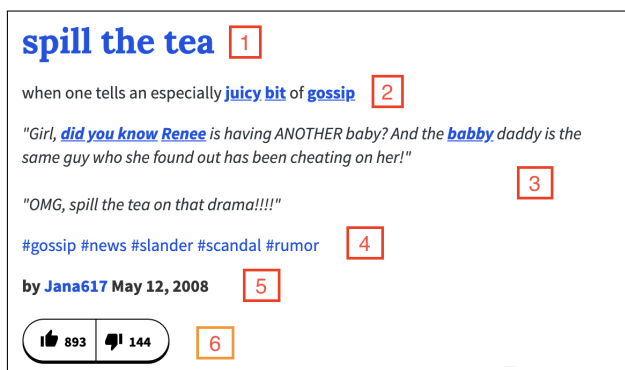 spill the tea 1
when one tells an especially juicy bit of gossip 2
"Girl, did you know Renee is having ANOTHER baby? And the babby daddy is the
same guy who she found out has been cheating on her!"
3
"OMG, spill the tea on that drama!!!!"
#gossip #news #slander #scandal #rumor 4
by Jana617 May 12, 2008 5
893 144 6